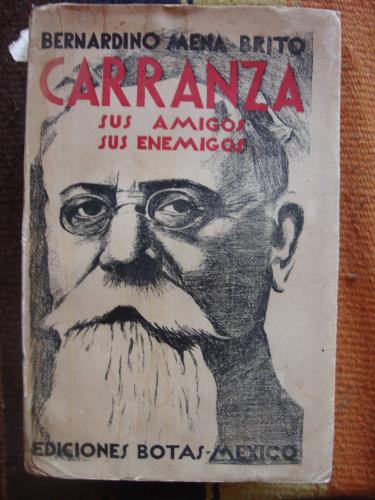 BERNARDINO MENA BRITO
CARRANZA
SUS AMIGOS
SUS ENEMIGOS
EDICIONES BOTAS-MEXICO